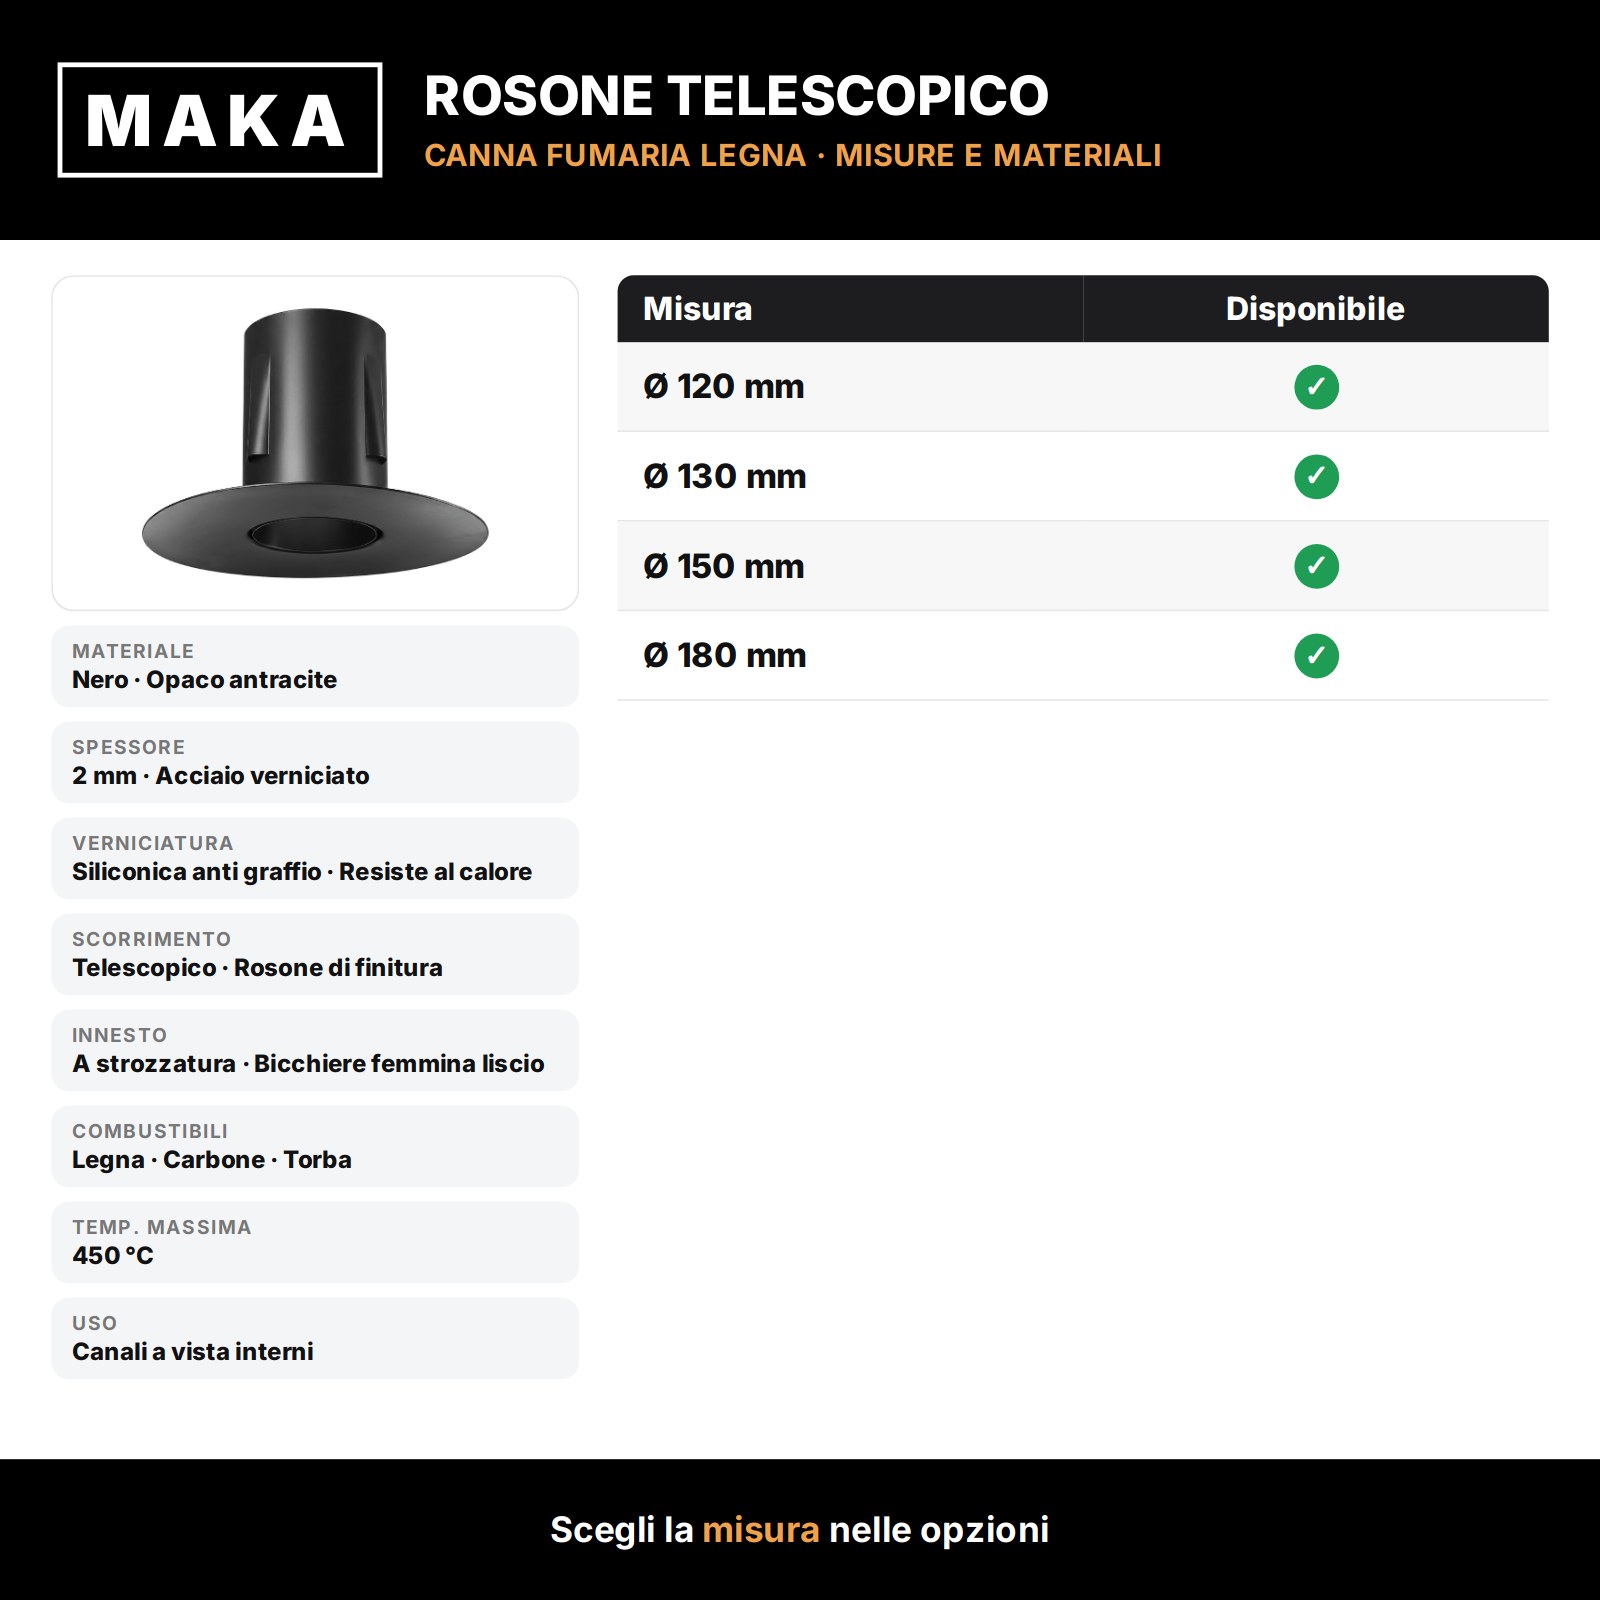 MAKA
ROSONE TELESCOPICO
CANNA FUMARIA LEGNA · MISURE E MATERIALI
MATERIALE
Nero · Opaco antracite
SPESSORE
2 mm · Acciaio verniciato
VERNICIATURA
Siliconica anti graffio · Resiste al calore
SCORRIMENTO
Telescopico · Rosone di finitura
INNESTO
A strozzatura · Bicchiere femmina liscio
COMBUSTIBILI
Legna · Carbone · Torba
TEMP. MASSIMA
450 °C
USO
Canali a vista interni
Misura Disponibile
Ø 120 mm ✓
Ø 130 mm ✓
Ø 150 mm ✓
Ø 180 mm ✓
Scegli la misura nelle opzioni